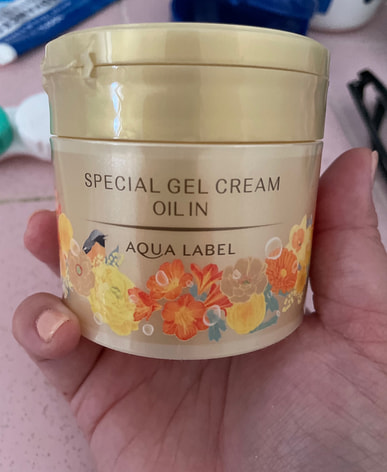 SPECIAL GEL CREAM
OIL IN
AQUA LABEL